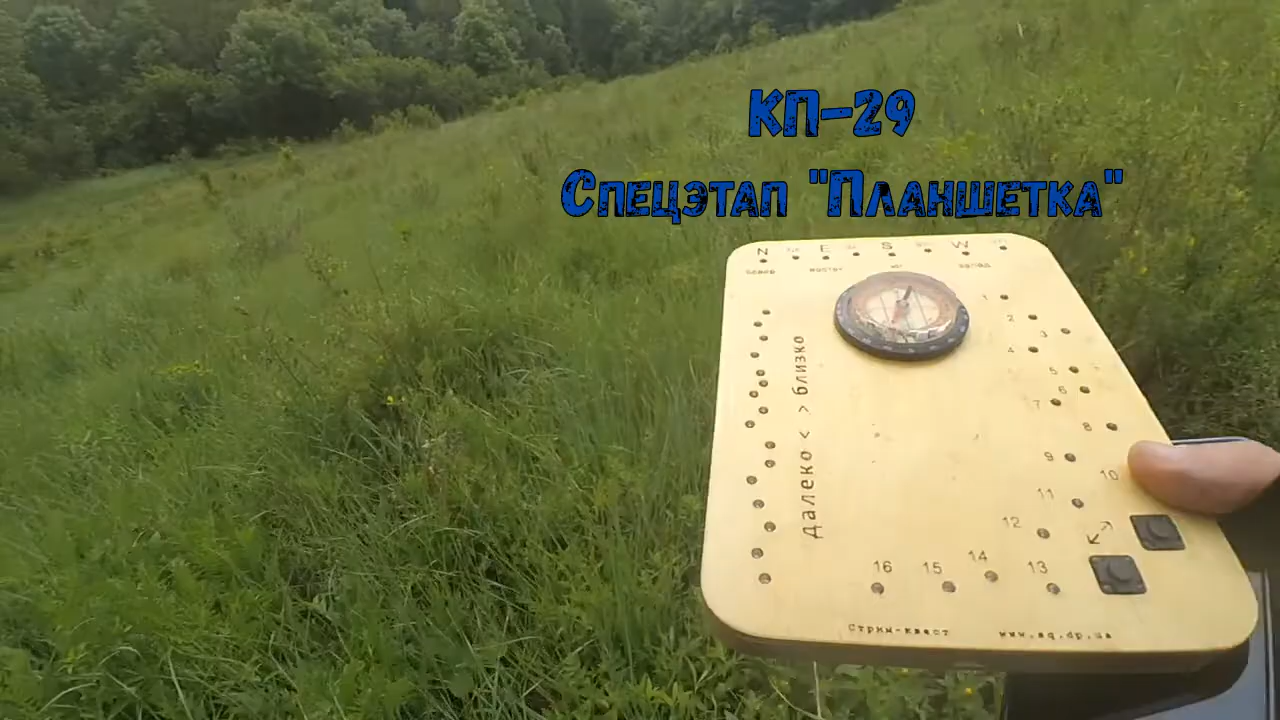 КП-29
Спецэтап "Планшетка"
N E S W
север восток юг запад
1
2
3
4
5
6
7
8
9
10
11
12
16 15 14 13
Далеко < > близко
Стрим-квест www.sq.dp.ua